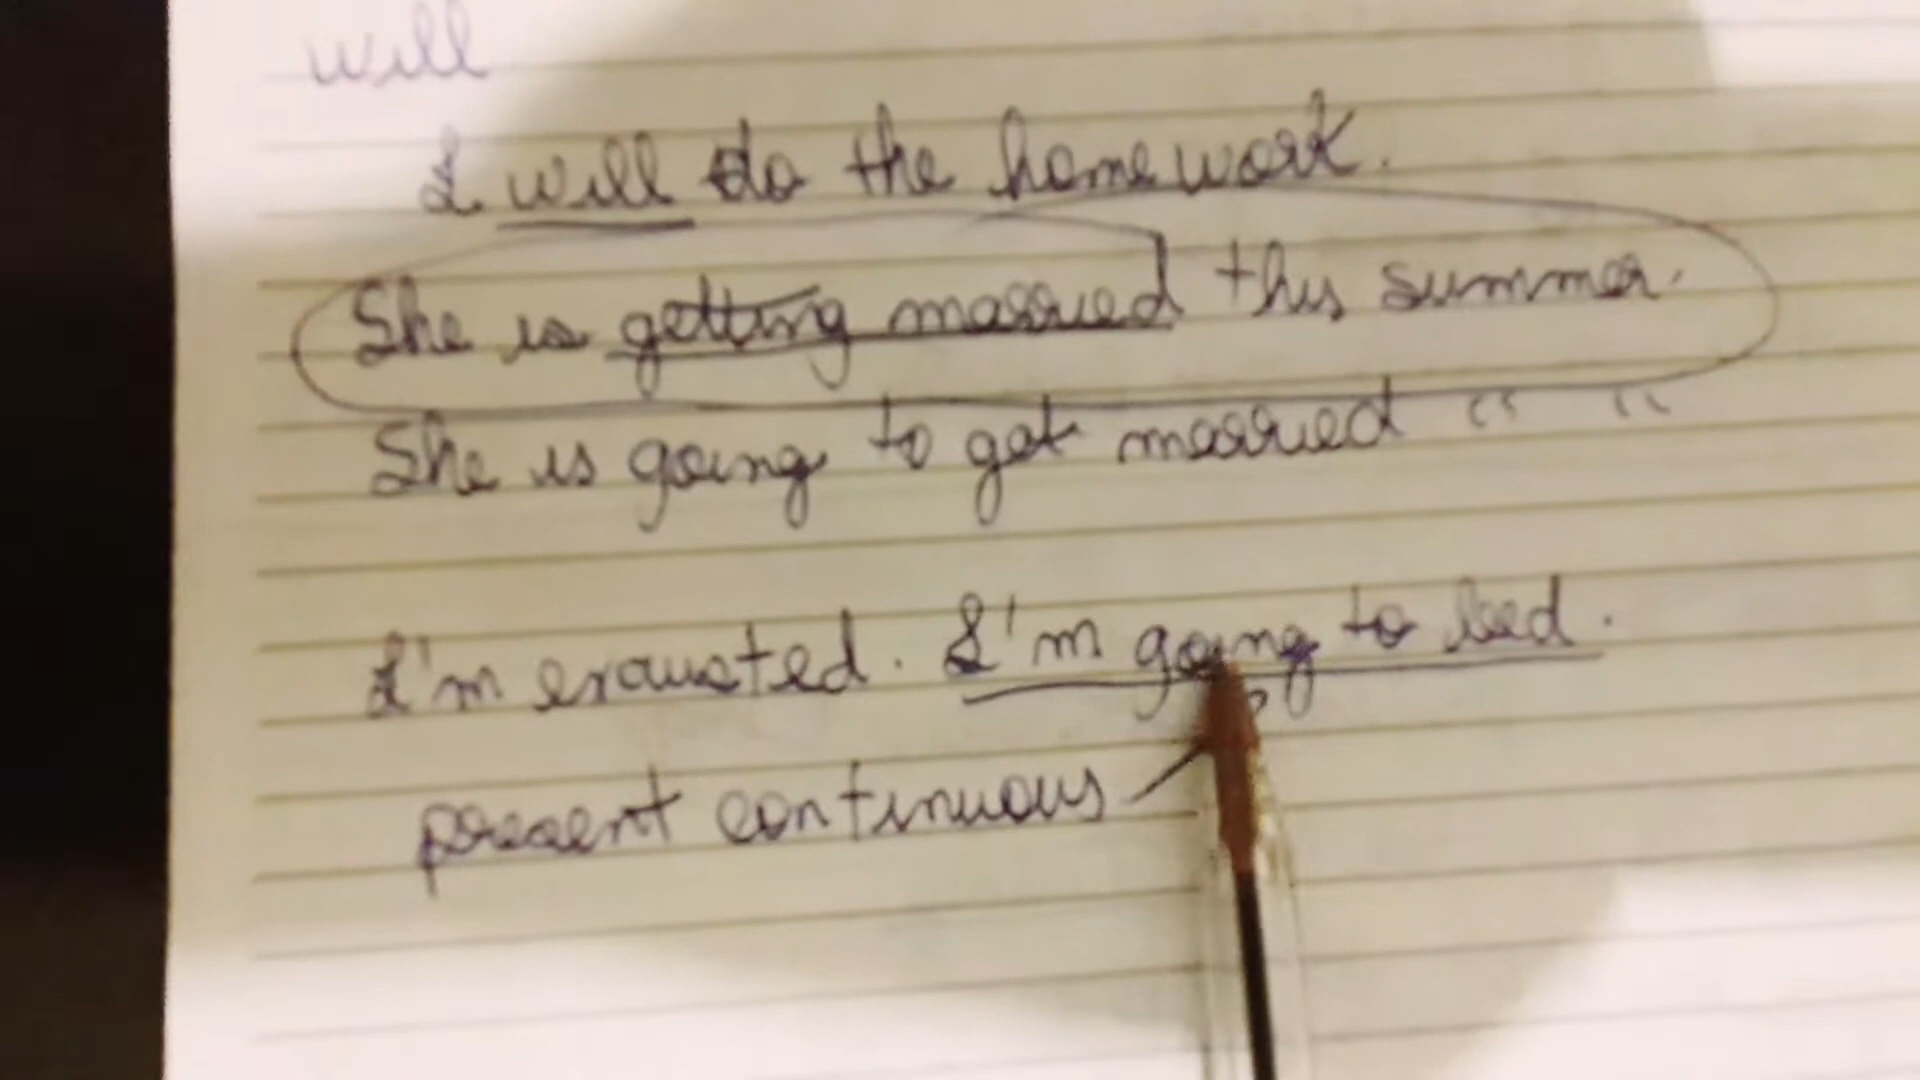 will
I will do the homework.
She is getting married this summer.
She is going to get married " "
I'm exausted. I'm going to bed.
present continuous